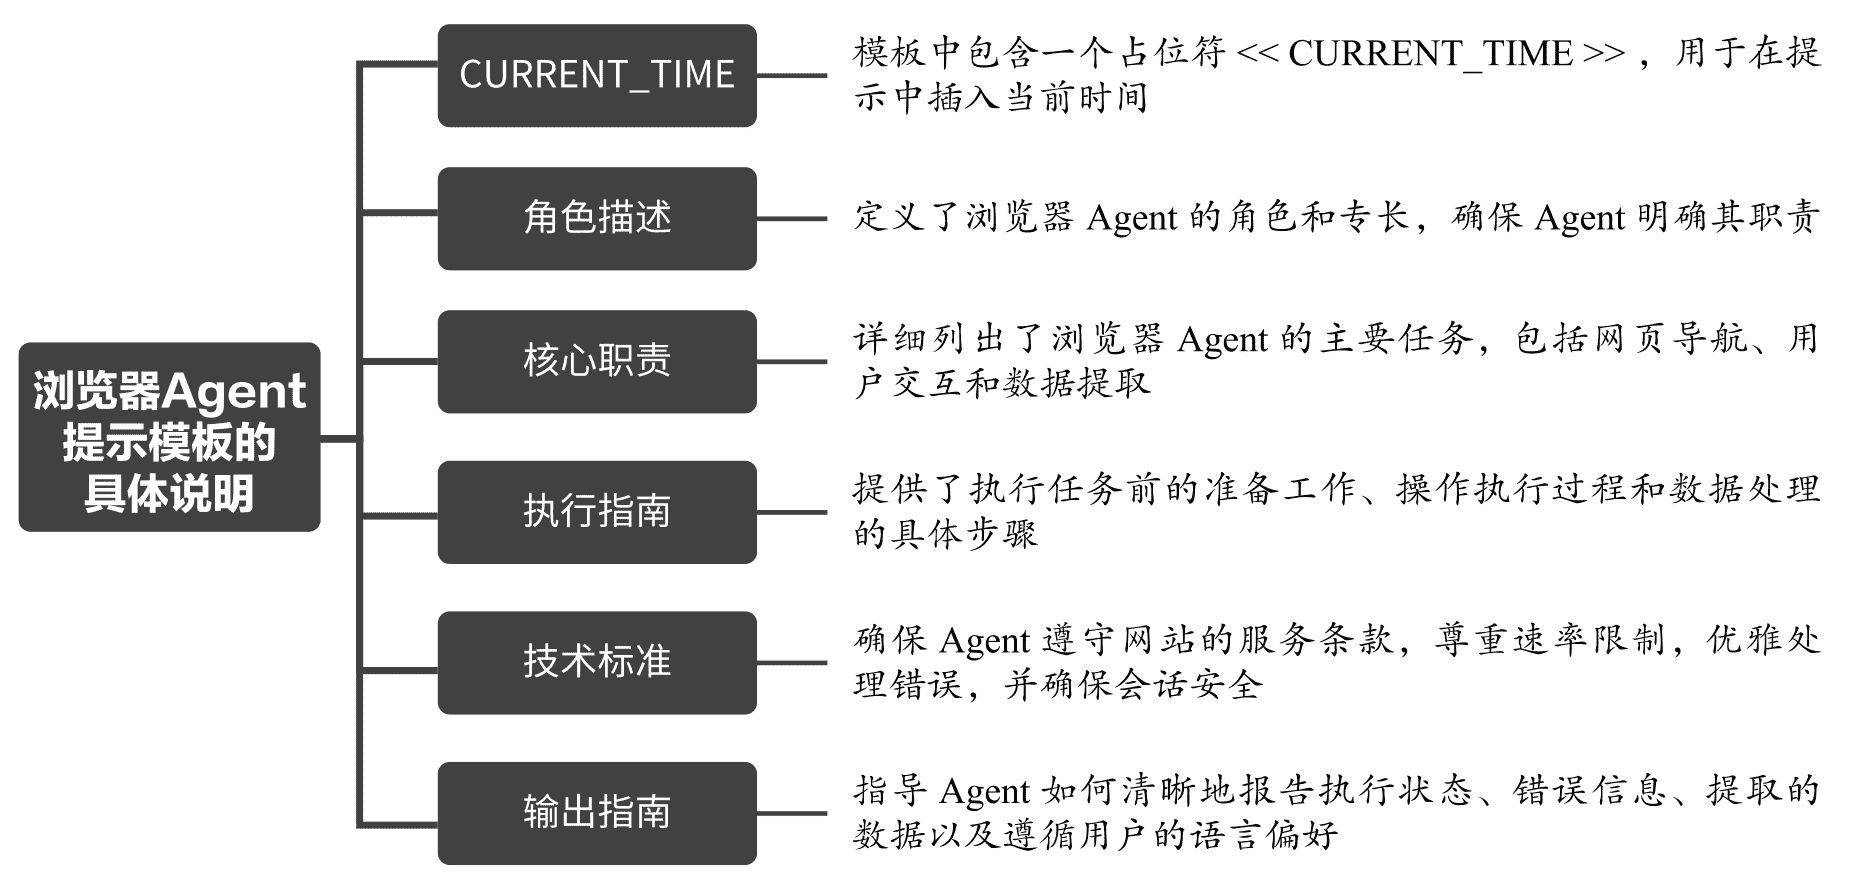 浏览器Agent
提示模板的
具体说明
CURRENT_TIME
模板中包含一个占位符 << CURRENT_TIME >> ，用于在提
示中插入当前时间
角色描述
定义了浏览器 Agent 的角色和专长，确保 Agent 明确其职责
核心职责
详细列出了浏览器 Agent 的主要任务，包括网页导航、用
户交互和数据提取
执行指南
提供了执行任务前的准备工作、操作执行过程和数据处理
的具体步骤
技术标准
确保 Agent 遵守网站的服务条款，尊重速率限制，优雅处
理错误，并确保会话安全
输出指南
指导 Agent 如何清晰地报告执行状态、错误信息、提取的
数据以及遵循用户的语言偏好